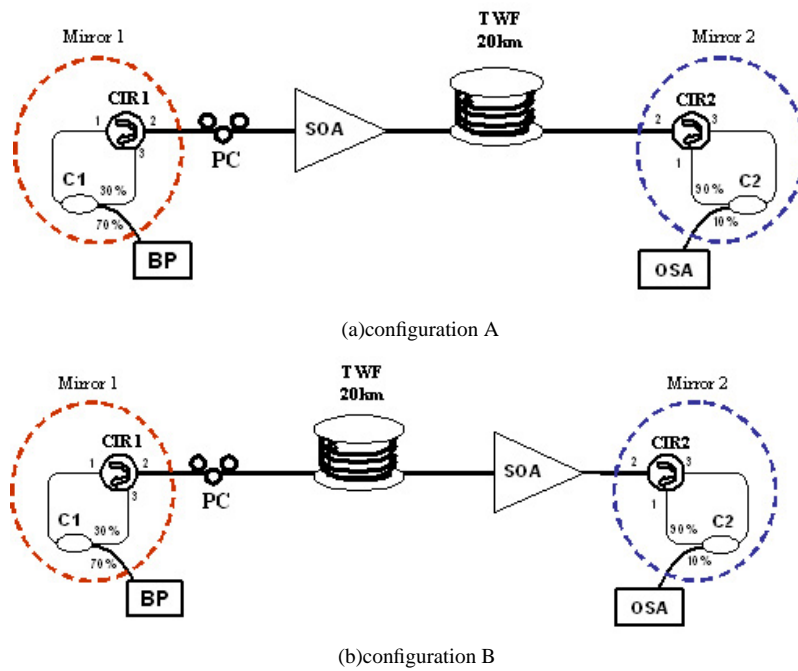 TWF
20km
Mirror 1
Mirror 2
CIR1
CIR2
1
2
3
2
3
1
PC
SOA
C1
30%
70%
90%
C2
10%
BP
OSA
(a)configuration A
TWF
20km
Mirror 1
Mirror 2
CIR1
CIR2
1
2
3
2
3
1
PC
SOA
C1
30%
70%
90%
C2
10%
BP
OSA
(b)configuration B